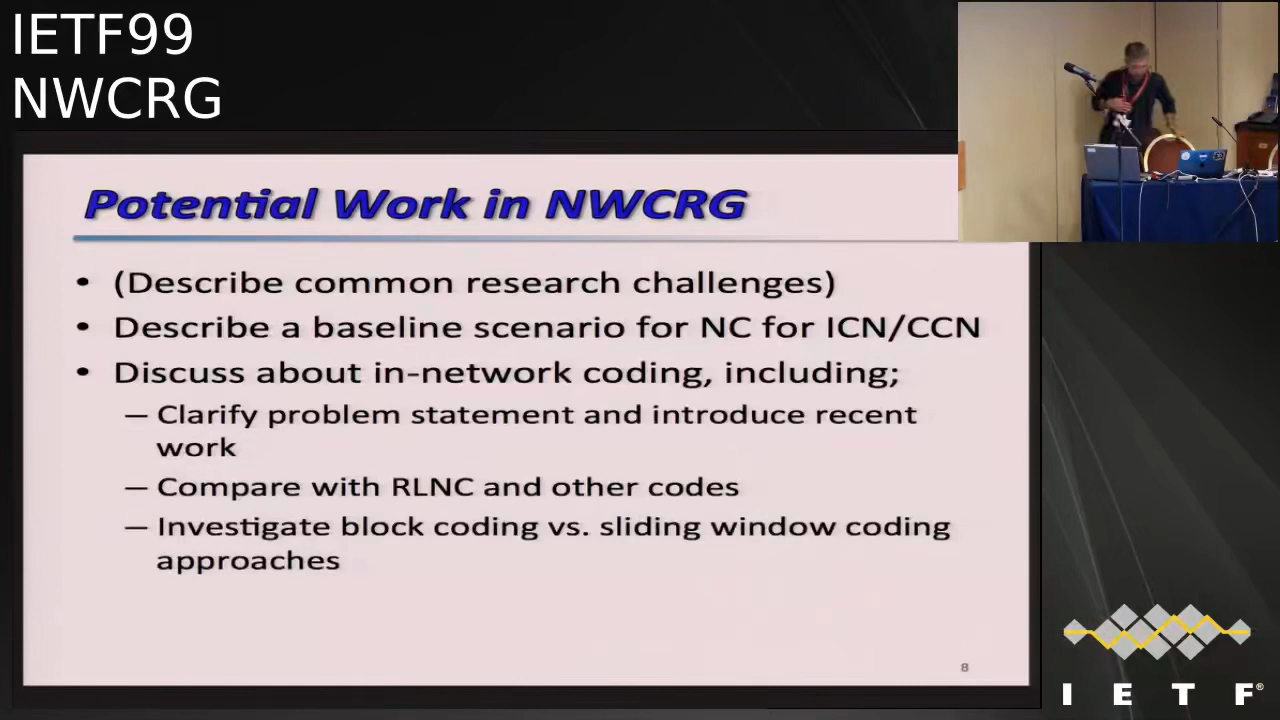 IETF99
NWCRG
Potential Work in NWCRG
• (Describe common research challenges)
• Describe a baseline scenario for NC for ICN/CCN
• Discuss about in-network coding, including;
– Clarify problem statement and introduce recent
work
– Compare with RLNC and other codes
– Investigate block coding vs. sliding window coding
approaches
8
I E T F®